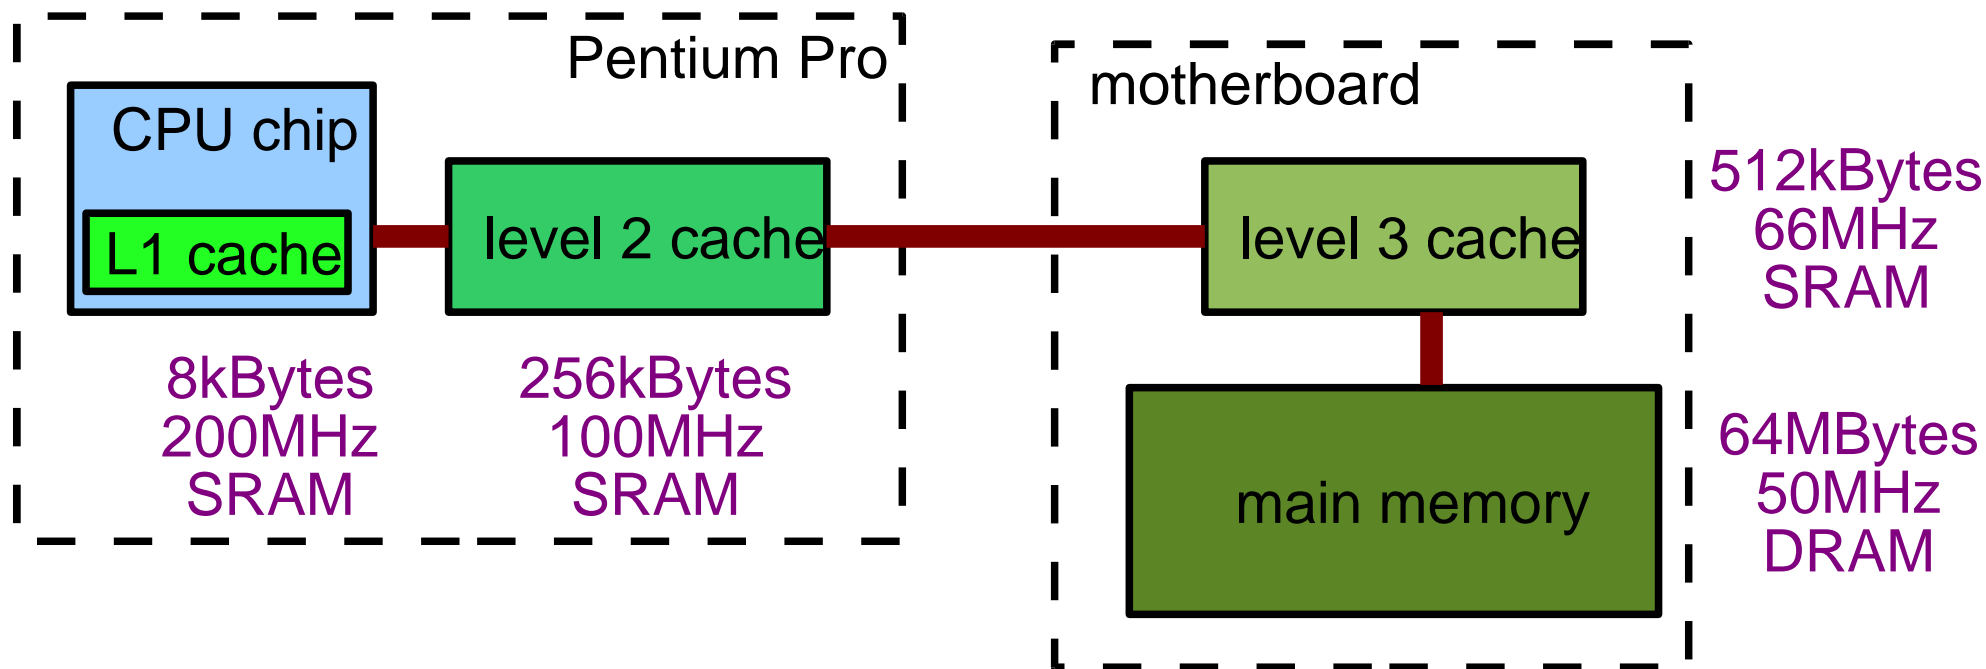 Pentium Pro
CPU chip
L1 cache
level 2 cache
8kBytes
200MHz
SRAM
256kBytes
100MHz
SRAM
motherboard
level 3 cache
512kBytes
66MHz
SRAM
main memory
64MBytes
50MHz
DRAM